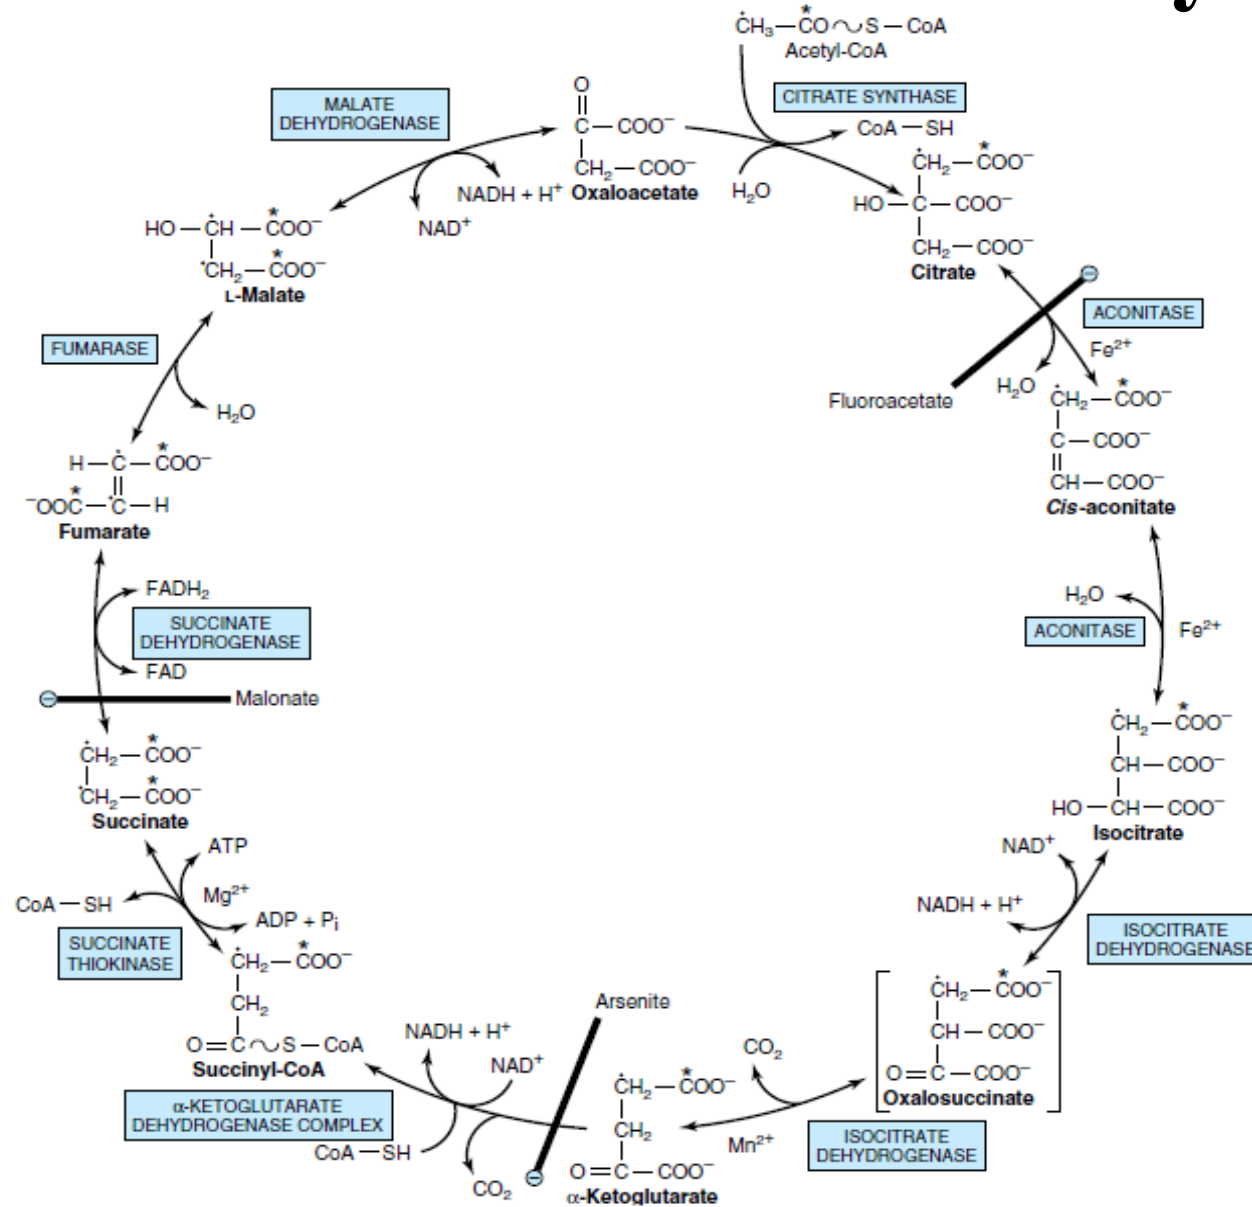 CH₃—CO~S—CoA
Acetyl-CoA
CITRATE SYNTHASE
CoA—SH
H₂O
MALATE
DEHYDROGENASE
NADH + H⁺
NAD⁺
O
C—COO⁻
CH₂—COO⁻
Oxaloacetate
CH₂—*COO⁻
HO—C—COO⁻
CH₂—COO⁻
Citrate
ACONITASE
Fe²⁺
H₂O
Fluoroacetate
CH₂—*COO⁻
C—COO⁻
CH—COO⁻
Cis-aconitate
H₂O
ACONITASE
Fe²⁺
CH₂—*COO⁻
CH—COO⁻
HO—CH—COO⁻
Isocitrate
NAD⁺
NADH + H⁺
ISOCITRATE
DEHYDROGENASE
CH₂—*COO⁻
CH—COO⁻
O=C—COO⁻
Oxalosuccinate
CO₂
Mn²⁺
ISOCITRATE
DEHYDROGENASE
CH₂—*COO⁻
CH₂
O=C—COO⁻
α-Ketoglutarate
Arsenite
NADH + H⁺
NAD⁺
α-KETOGLUTARATE
DEHYDROGENASE COMPLEX
CoA—SH
CO₂
CH₂—*COO⁻
CH₂
O=C~S—CoA
Succinyl-CoA
ATP
Mg²⁺
CoA—SH
ADP + Pi
SUCCINATE
THIOKINASE
CH₂—*COO⁻
CH₂—*COO⁻
Succinate
Malonate
FADH₂
SUCCINATE
DEHYDROGENASE
FAD
H—C—*COO⁻
⁻OOC*—C—H
Fumarate
FUMARASE
H₂O
HO—CH—*COO⁻
CH₂—*COO⁻
L-Malate